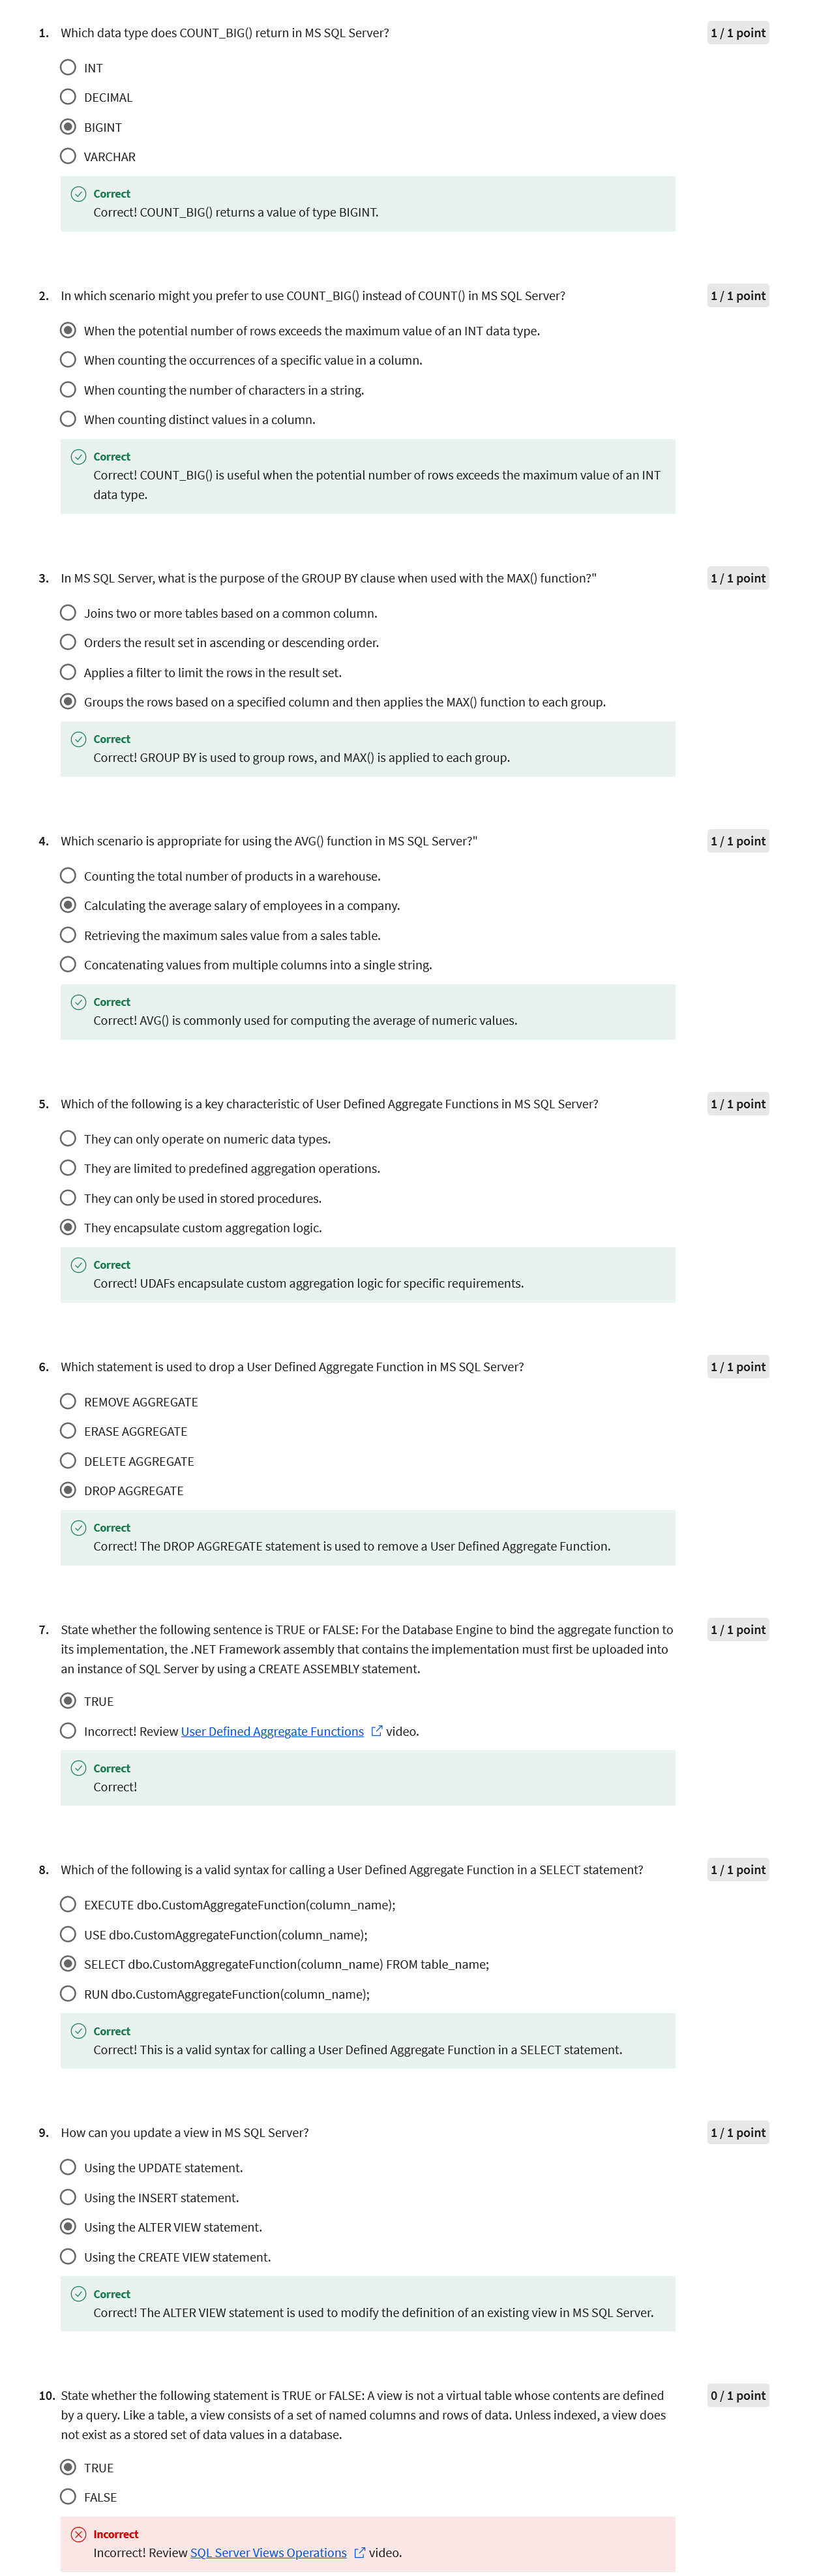 1. Which data type does COUNT_BIG() return in MS SQL Server? 1 / 1 point
INT
DECIMAL
BIGINT
VARCHAR
Correct
Correct! COUNT_BIG() returns a value of type BIGINT.
2. In which scenario might you prefer to use COUNT_BIG() instead of COUNT() in MS SQL Server? 1 / 1 point
When the potential number of rows exceeds the maximum value of an INT data type.
When counting the occurrences of a specific value in a column.
When counting the number of characters in a string.
When counting distinct values in a column.
Correct
Correct! COUNT_BIG() is useful when the potential number of rows exceeds the maximum value of an INT
data type.
3. In MS SQL Server, what is the purpose of the GROUP BY clause when used with the MAX() function?" 1 / 1 point
Joins two or more tables based on a common column.
Orders the result set in ascending or descending order.
Applies a filter to limit the rows in the result set.
Groups the rows based on a specified column and then applies the MAX() function to each group.
Correct
Correct! GROUP BY is used to group rows, and MAX() is applied to each group.
4. Which scenario is appropriate for using the AVG() function in MS SQL Server?" 1 / 1 point
Counting the total number of products in a warehouse.
Calculating the average salary of employees in a company.
Retrieving the maximum sales value from a sales table.
Concatenating values from multiple columns into a single string.
Correct
Correct! AVG() is commonly used for computing the average of numeric values.
5. Which of the following is a key characteristic of User Defined Aggregate Functions in MS SQL Server? 1 / 1 point
They can only operate on numeric data types.
They are limited to predefined aggregation operations.
They can only be used in stored procedures.
They encapsulate custom aggregation logic.
Correct
Correct! UDAFs encapsulate custom aggregation logic for specific requirements.
6. Which statement is used to drop a User Defined Aggregate Function in MS SQL Server? 1 / 1 point
REMOVE AGGREGATE
ERASE AGGREGATE
DELETE AGGREGATE
DROP AGGREGATE
Correct
Correct! The DROP AGGREGATE statement is used to remove a User Defined Aggregate Function.
7. State whether the following sentence is TRUE or FALSE: For the Database Engine to bind the aggregate function to 1 / 1 point
its implementation, the .NET Framework assembly that contains the implementation must first be uploaded into
an instance of SQL Server by using a CREATE ASSEMBLY statement.
TRUE
Incorrect! Review User Defined Aggregate Functions video.
Correct
Correct!
8. Which of the following is a valid syntax for calling a User Defined Aggregate Function in a SELECT statement? 1 / 1 point
EXECUTE dbo.CustomAggregateFunction(column_name);
USE dbo.CustomAggregateFunction(column_name);
SELECT dbo.CustomAggregateFunction(column_name) FROM table_name;
RUN dbo.CustomAggregateFunction(column_name);
Correct
Correct! This is a valid syntax for calling a User Defined Aggregate Function in a SELECT statement.
9. How can you update a view in MS SQL Server? 1 / 1 point
Using the UPDATE statement.
Using the INSERT statement.
Using the ALTER VIEW statement.
Using the CREATE VIEW statement.
Correct
Correct! The ALTER VIEW statement is used to modify the definition of an existing view in MS SQL Server.
10. State whether the following statement is TRUE or FALSE: A view is not a virtual table whose contents are defined 0 / 1 point
by a query. Like a table, a view consists of a set of named columns and rows of data. Unless indexed, a view does
not exist as a stored set of data values in a database.
TRUE
FALSE
Incorrect
Incorrect! Review SQL Server Views Operations video.